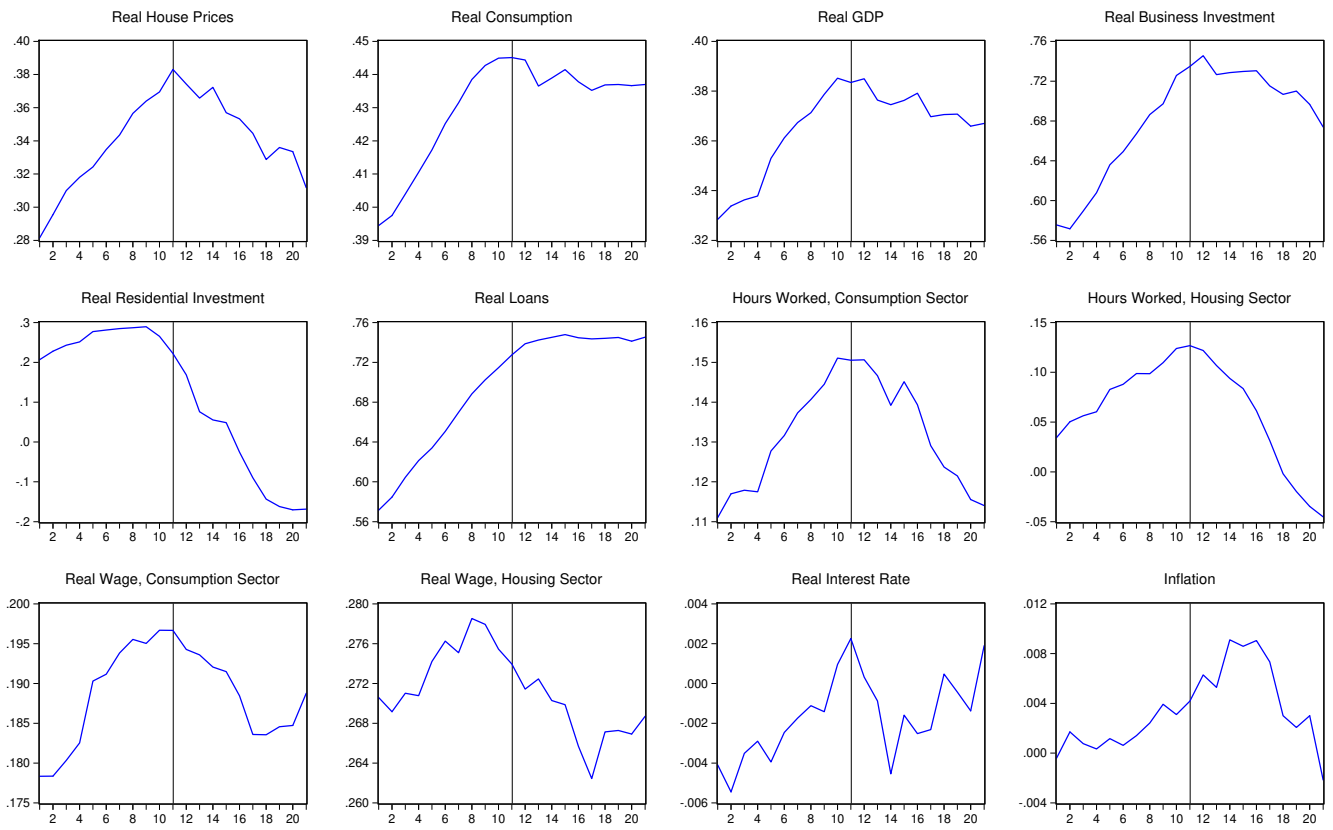 Real House Prices
.40
.38
.36
.34
.32
.30
.28
2 4 6 8 10 12 14 16 18 20
Real Consumption
.45
.44
.43
.42
.41
.40
.39
2 4 6 8 10 12 14 16 18 20
Real GDP
.40
.38
.36
.34
.32
2 4 6 8 10 12 14 16 18 20
Real Business Investment
.76
.72
.68
.64
.60
.56
2 4 6 8 10 12 14 16 18 20
Real Residential Investment
.3
.2
.1
.0
-.1
-.2
2 4 6 8 10 12 14 16 18 20
Real Loans
.76
.72
.68
.64
.60
.56
2 4 6 8 10 12 14 16 18 20
Hours Worked, Consumption Sector
.16
.15
.14
.13
.12
.11
2 4 6 8 10 12 14 16 18 20
Hours Worked, Housing Sector
.15
.10
.05
.00
-.05
2 4 6 8 10 12 14 16 18 20
Real Wage, Consumption Sector
.200
.195
.190
.185
.180
.175
2 4 6 8 10 12 14 16 18 20
Real Wage, Housing Sector
.280
.276
.272
.268
.264
.260
2 4 6 8 10 12 14 16 18 20
Real Interest Rate
.004
.002
.000
-.002
-.004
-.006
2 4 6 8 10 12 14 16 18 20
Inflation
.012
.008
.004
.000
-.004
2 4 6 8 10 12 14 16 18 20